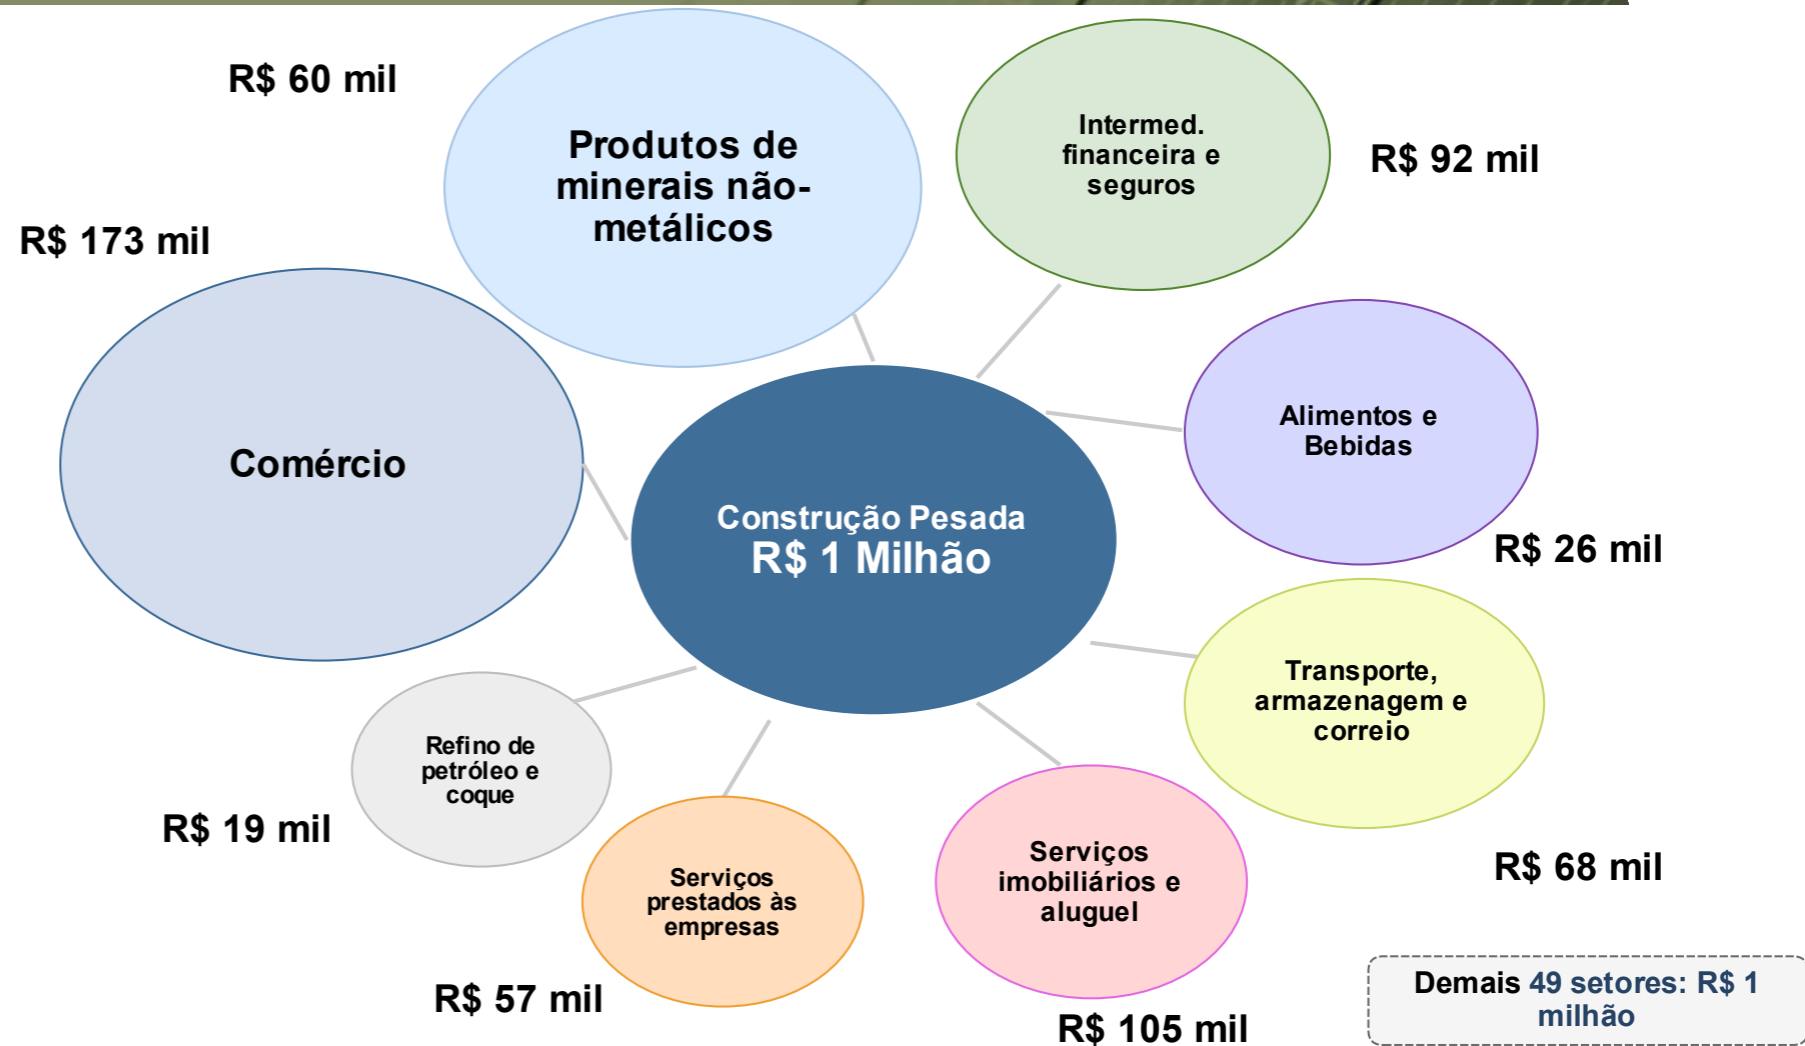 R$ 60 mil
Produtos de
minerais não-
metálicos
Intermed.
financeira e
seguros
R$ 92 mil
R$ 173 mil
Comércio
Alimentos e
Bebidas
R$ 26 mil
Construção Pesada
R$ 1 Milhão
Transporte,
armazenagem e
correio
R$ 68 mil
Refino de
petróleo e
coque
R$ 19 mil
Serviços
prestados às
empresas
R$ 57 mil
Serviços
imobiliários e
aluguel
R$ 105 mil
Demais 49 setores: R$ 1
milhão